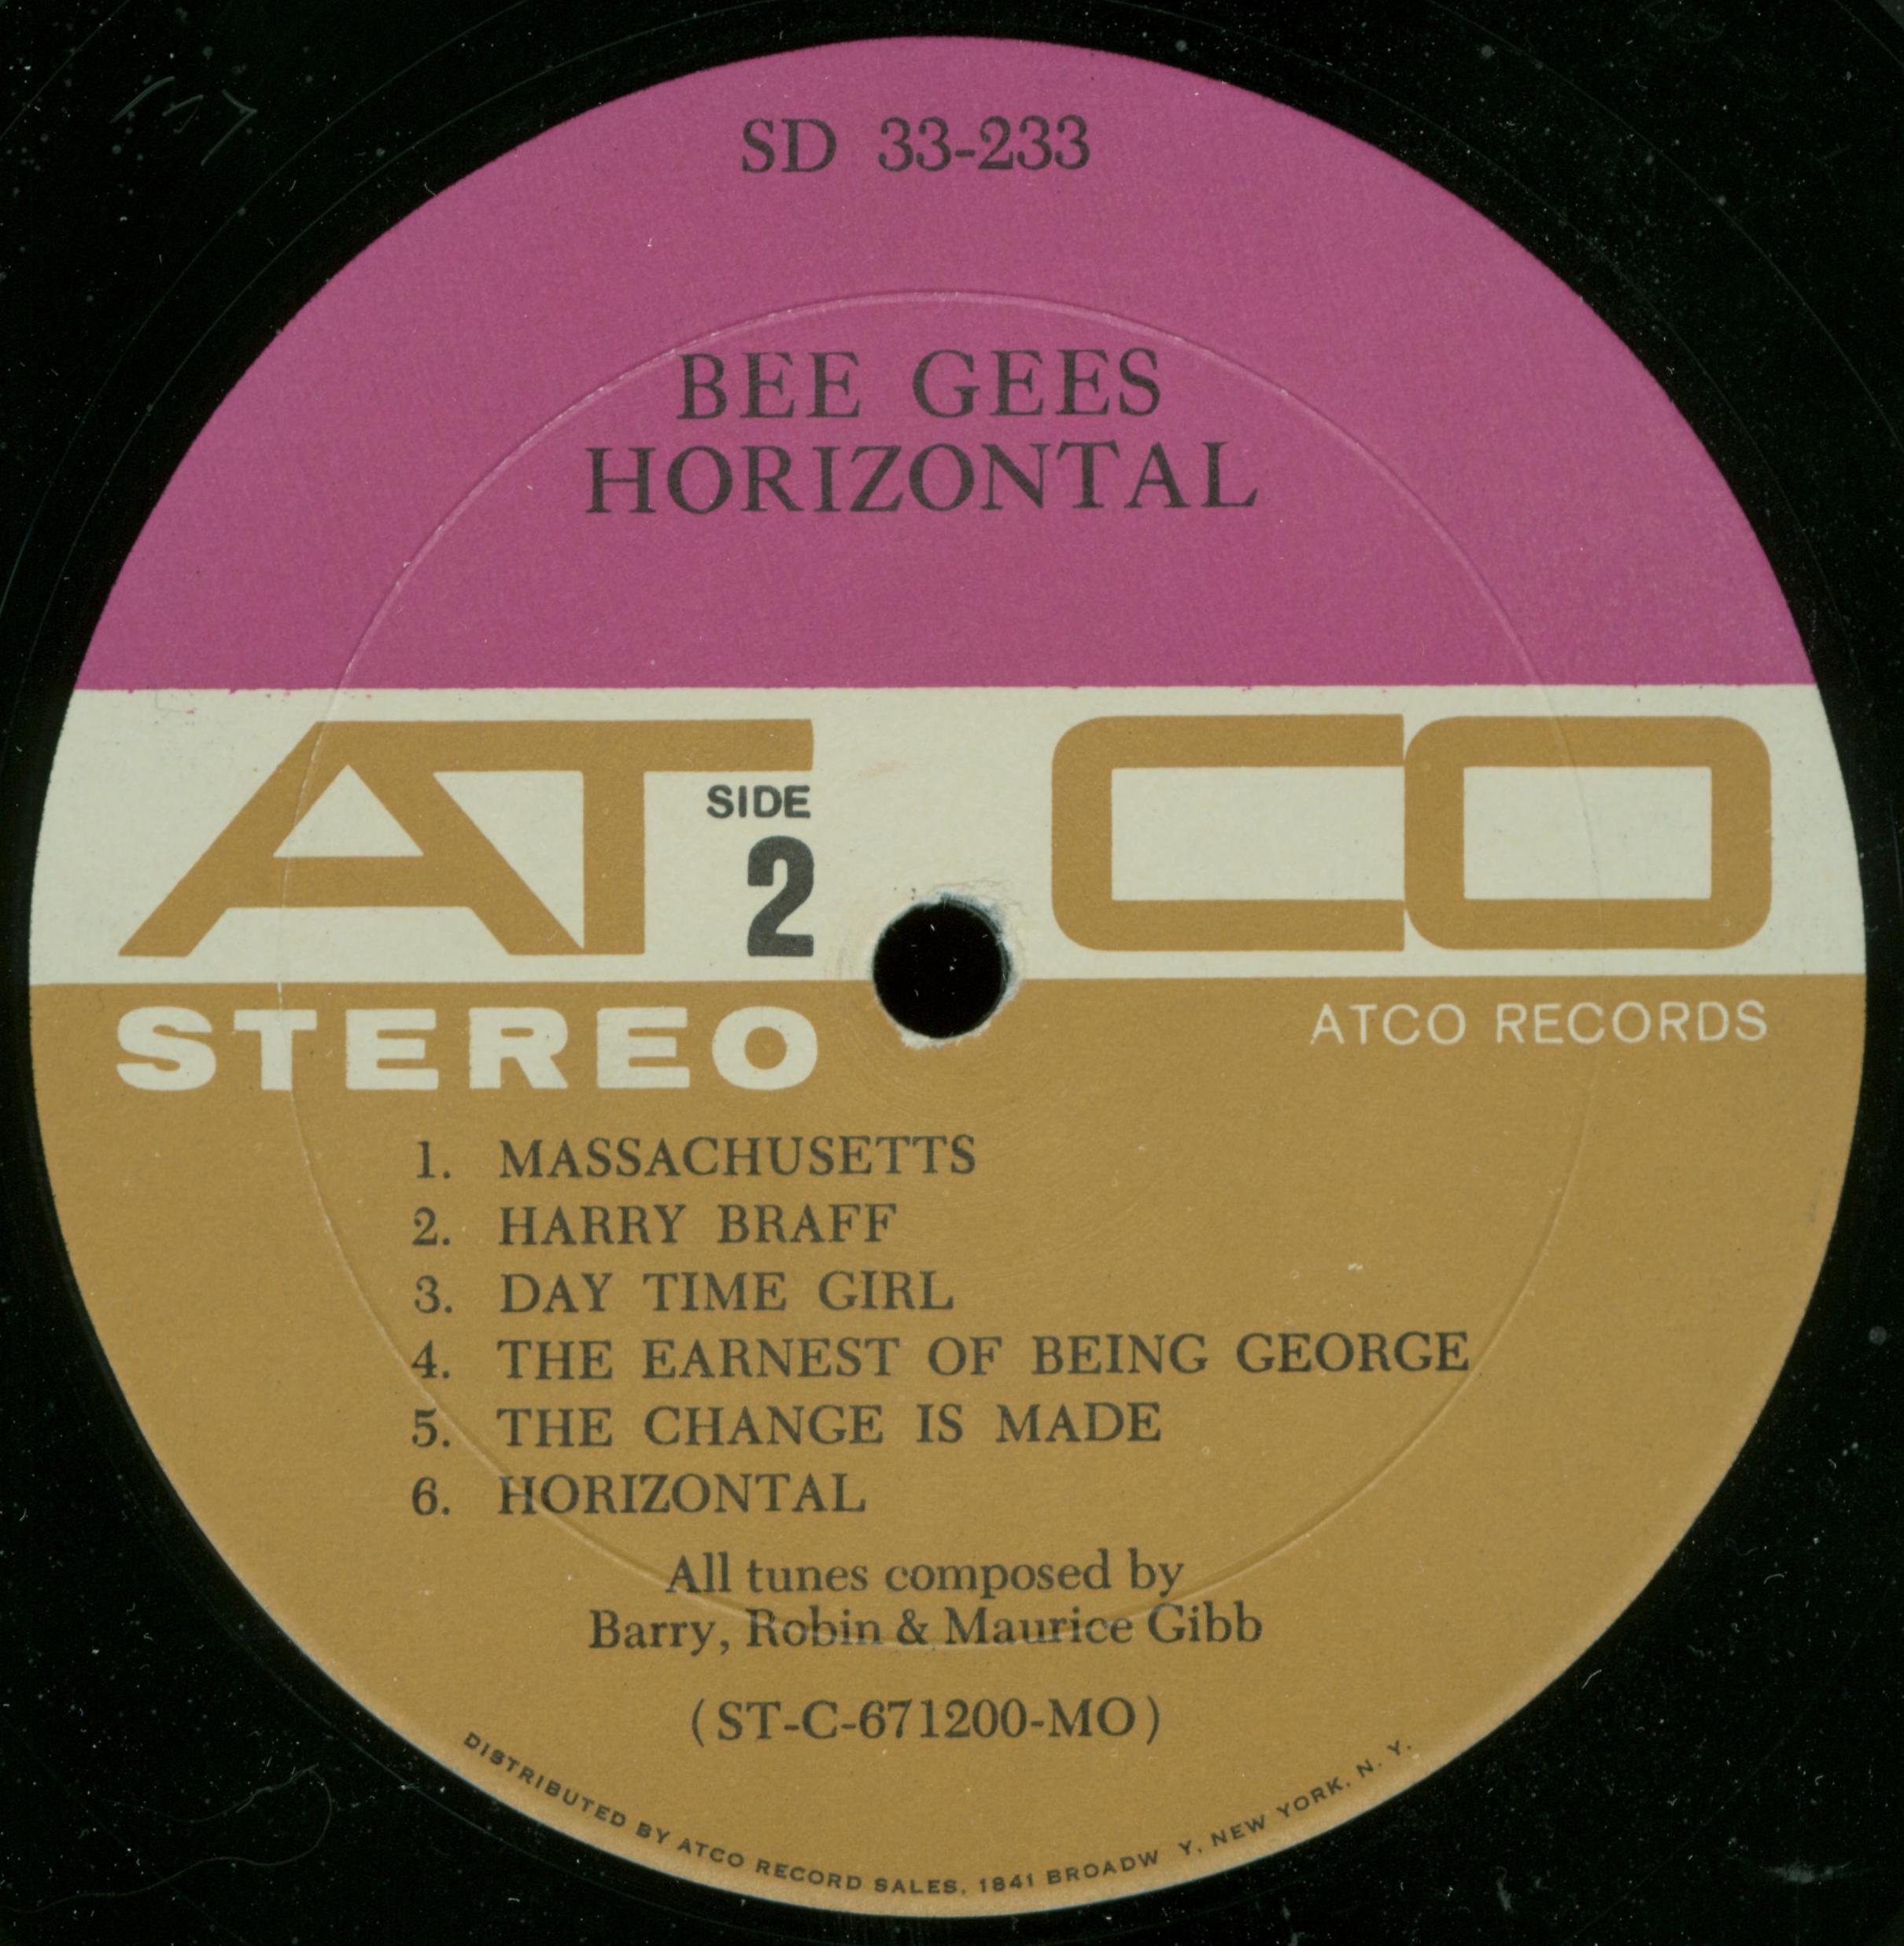 SD 33-233
BEE GEES
HORIZONTAL
ATCO
SIDE
2
STEREO
ATCO RECORDS
1. MASSACHUSETTS
2. HARRY BRAFF
3. DAY TIME GIRL
4. THE EARNEST OF BEING GEORGE
5. THE CHANGE IS MADE
6. HORIZONTAL
All tunes composed by
Barry, Robin & Maurice Gibb
(ST-C-671200-MO)
DISTRIBUTED BY ATCO RECORD SALES, 1841 BROADW Y, NEW YORK, N. Y.